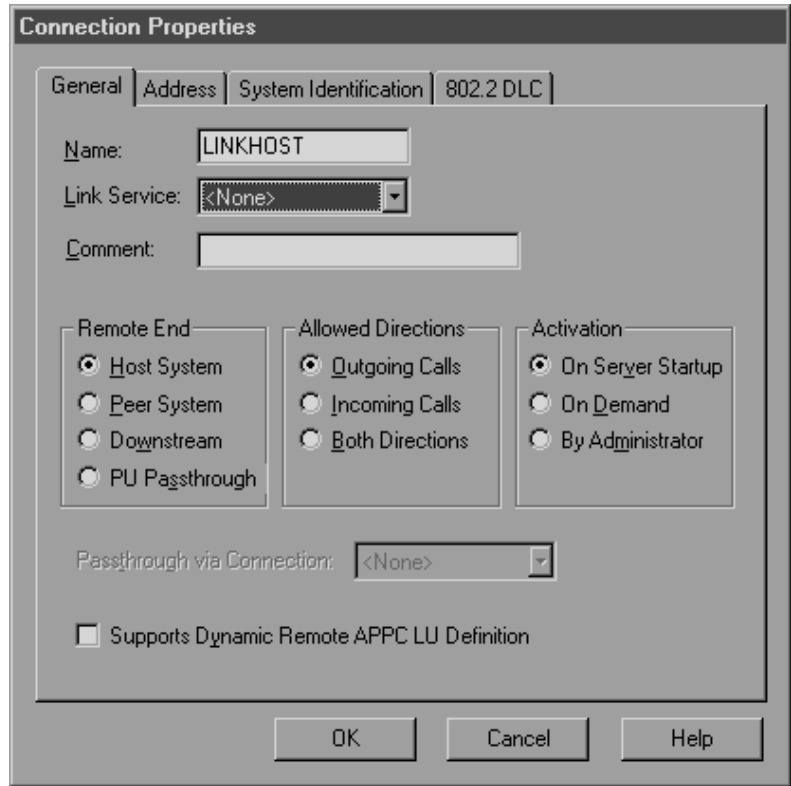 Connection Properties
General Address System Identification 802.2 DLC
Name: LINKHOST
Link Service: <None>
Comment:
Remote End Allowed Directions Activation
Host System Outgoing Calls On Server Startup
Peer System Incoming Calls On Demand
Downstream Both Directions By Administrator
PU Passthrough
Passthrough via Connection: <None>
Supports Dynamic Remote APPC LU Definition
OK Cancel Help